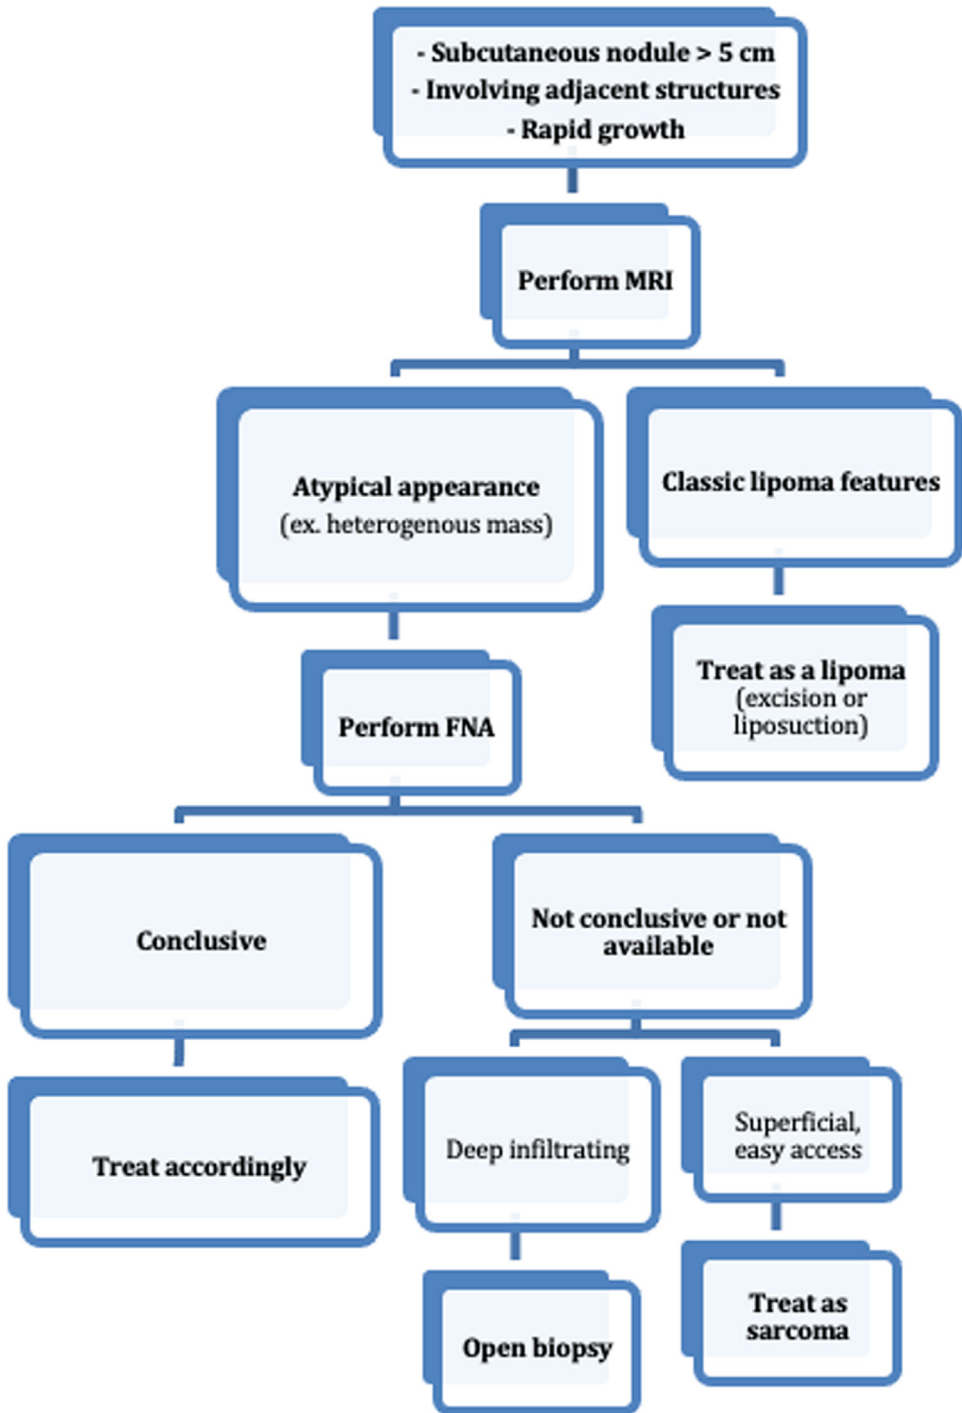 - Subcutaneous nodule > 5 cm
- Involving adjacent structures
- Rapid growth
Perform MRI
Atypical appearance
(ex. heterogenous mass)
Classic lipoma features
Treat as a lipoma
(excision or
liposuction)
Perform FNA
Conclusive
Not conclusive or not
available
Treat accordingly
Deep infiltrating
Superficial,
easy access
Open biopsy
Treat as
sarcoma